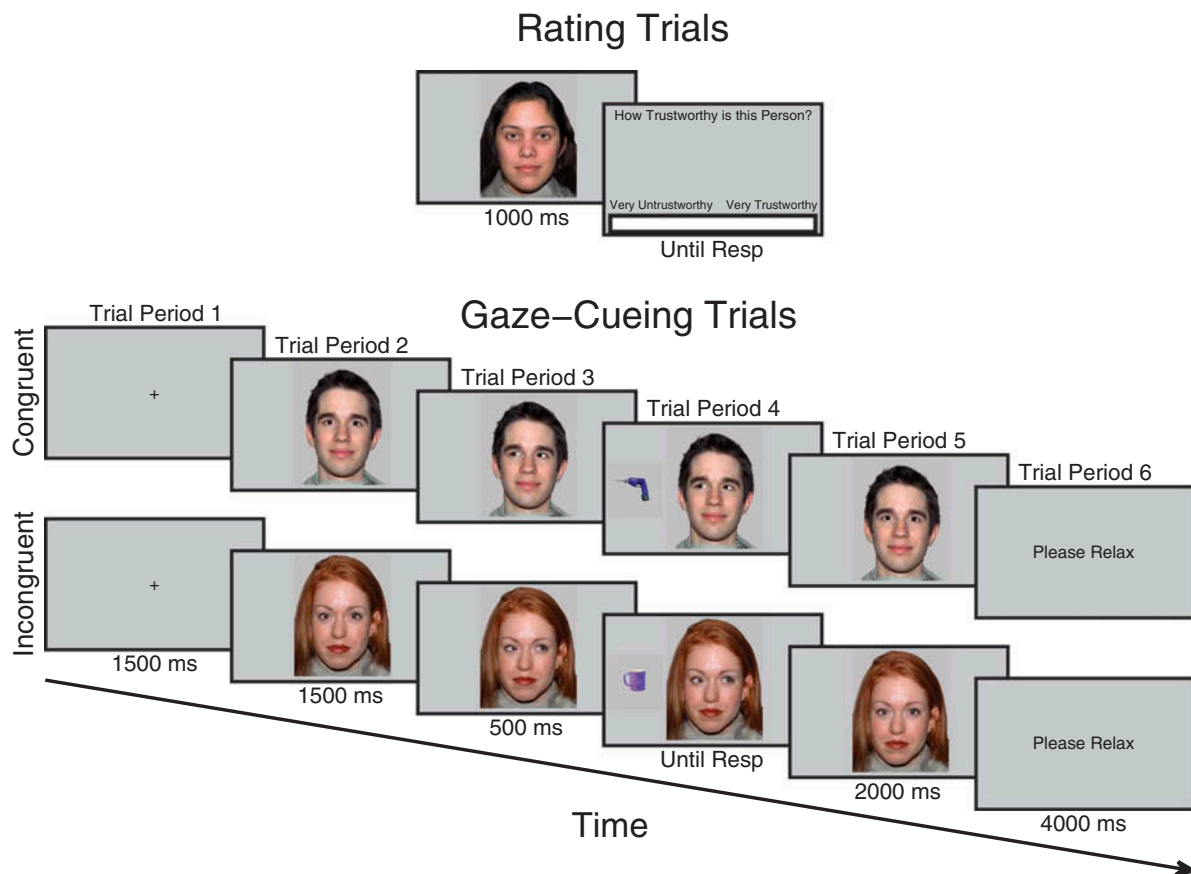 Rating Trials
How Trustworthy is this Person?
Very Untrustworthy Very Trustworthy
1000 ms
Until Resp
Gaze–Cueing Trials
Congruent
Trial Period 1
+
Trial Period 2
Trial Period 3
Trial Period 4
Trial Period 5
Trial Period 6
Please Relax
Incongruent
+
1500 ms
1500 ms
500 ms
Until Resp
2000 ms
Please Relax
4000 ms
Time